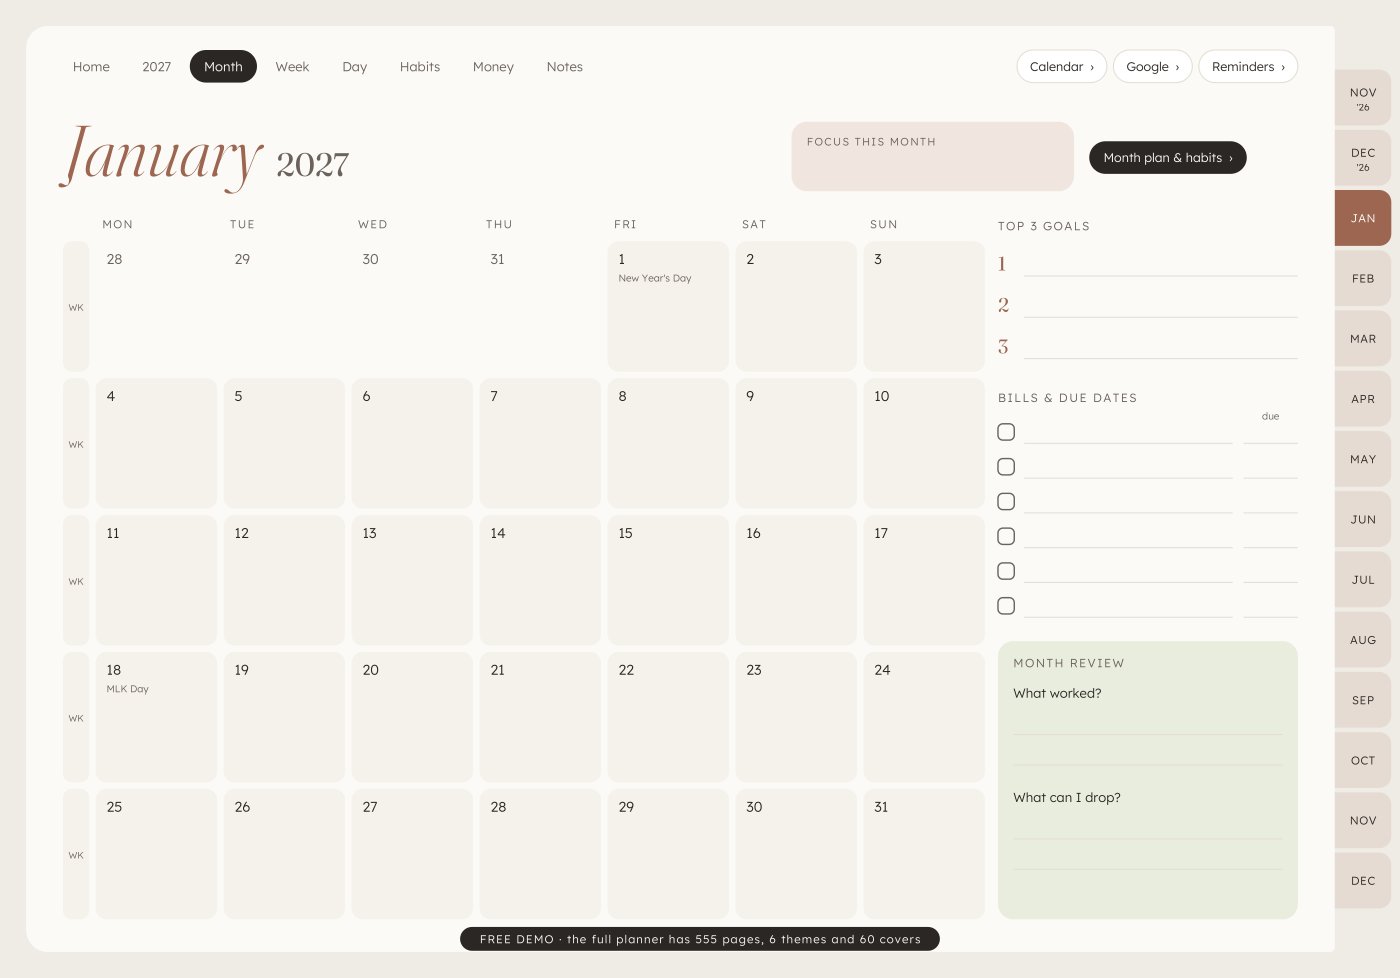 Home 2027 Month Week Day Habits Money Notes Calendar › Google › Reminders ›
January 2027
FOCUS THIS MONTH
Month plan & habits ›
MON TUE WED THU FRI SAT SUN
WK 28 29 30 31 1 2 3
New Year's Day
WK 4 5 6 7 8 9 10
WK 11 12 13 14 15 16 17
WK 18 19 20 21 22 23 24
MLK Day
WK 25 26 27 28 29 30 31
TOP 3 GOALS
1
2
3
BILLS & DUE DATES
due
MONTH REVIEW
What worked?
What can I drop?
NOV
'26
DEC
'26
JAN
FEB
MAR
APR
MAY
JUN
JUL
AUG
SEP
OCT
NOV
DEC
FREE DEMO · the full planner has 555 pages, 6 themes and 60 covers